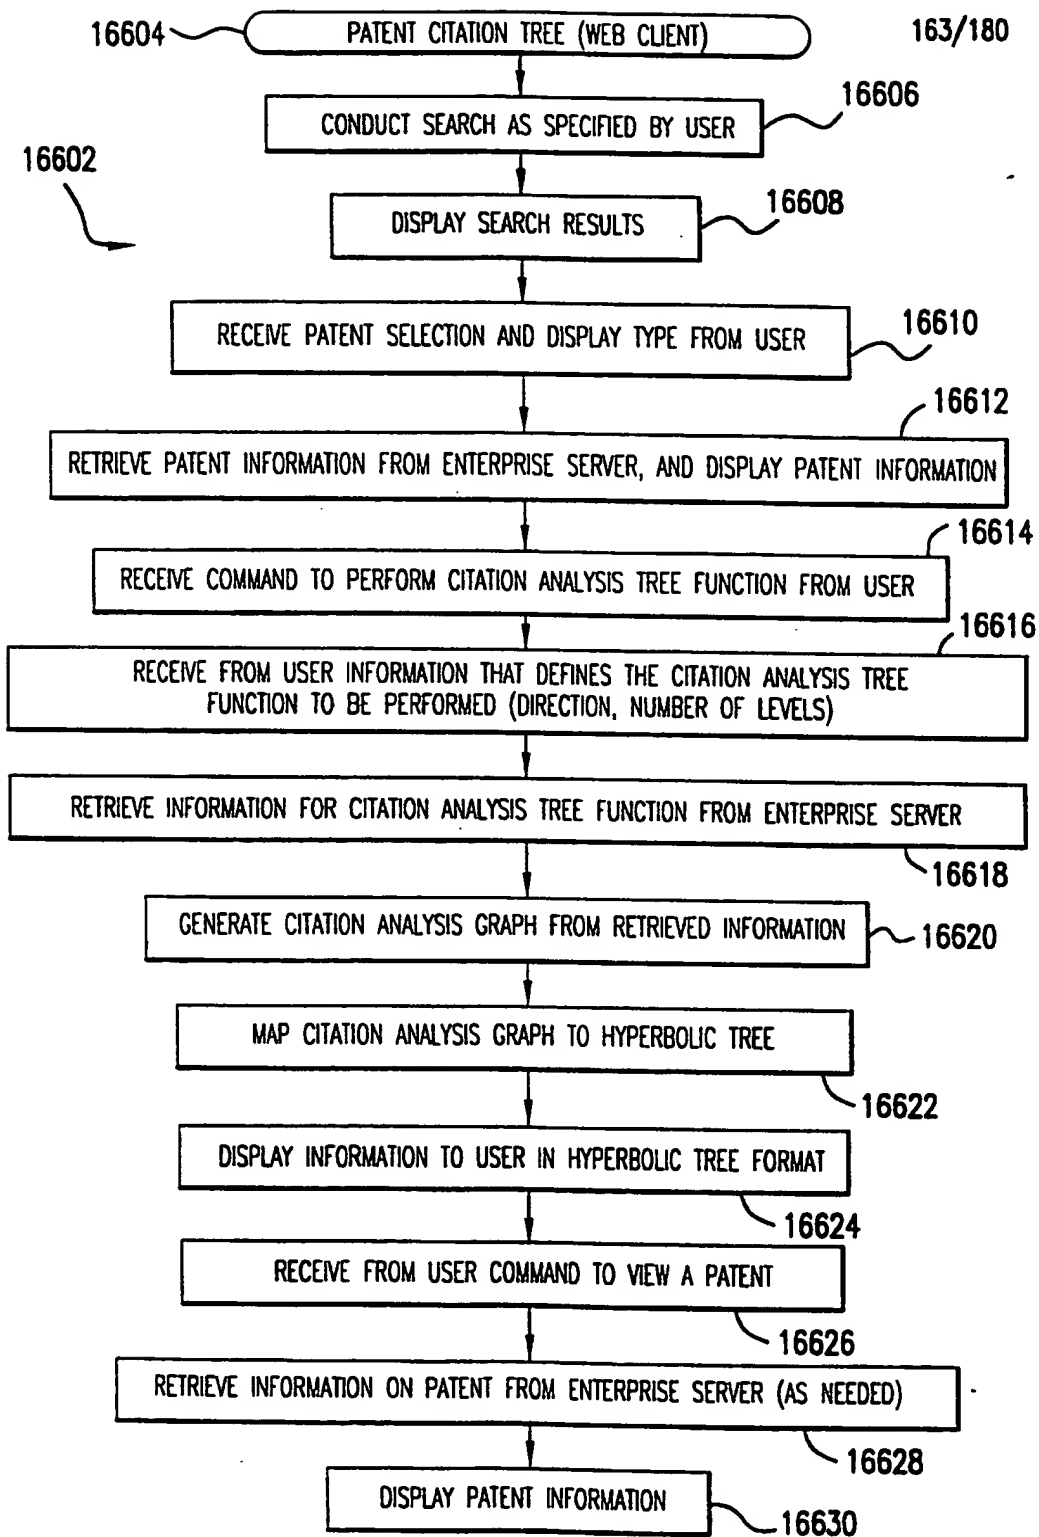 16604
PATENT CITATION TREE (WEB CLIENT)
163/180
16606
CONDUCT SEARCH AS SPECIFIED BY USER
16602
16608
DISPLAY SEARCH RESULTS
16610
RECEIVE PATENT SELECTION AND DISPLAY TYPE FROM USER
16612
RETRIEVE PATENT INFORMATION FROM ENTERPRISE SERVER, AND DISPLAY PATENT INFORMATION
16614
RECEIVE COMMAND TO PERFORM CITATION ANALYSIS TREE FUNCTION FROM USER
16616
RECEIVE FROM USER INFORMATION THAT DEFINES THE CITATION ANALYSIS TREE
FUNCTION TO BE PERFORMED (DIRECTION, NUMBER OF LEVELS)
RETRIEVE INFORMATION FOR CITATION ANALYSIS TREE FUNCTION FROM ENTERPRISE SERVER
16618
GENERATE CITATION ANALYSIS GRAPH FROM RETRIEVED INFORMATION
16620
MAP CITATION ANALYSIS GRAPH TO HYPERBOLIC TREE
16622
DISPLAY INFORMATION TO USER IN HYPERBOLIC TREE FORMAT
16624
RECEIVE FROM USER COMMAND TO VIEW A PATENT
16626
RETRIEVE INFORMATION ON PATENT FROM ENTERPRISE SERVER (AS NEEDED)
16628
DISPLAY PATENT INFORMATION
16630